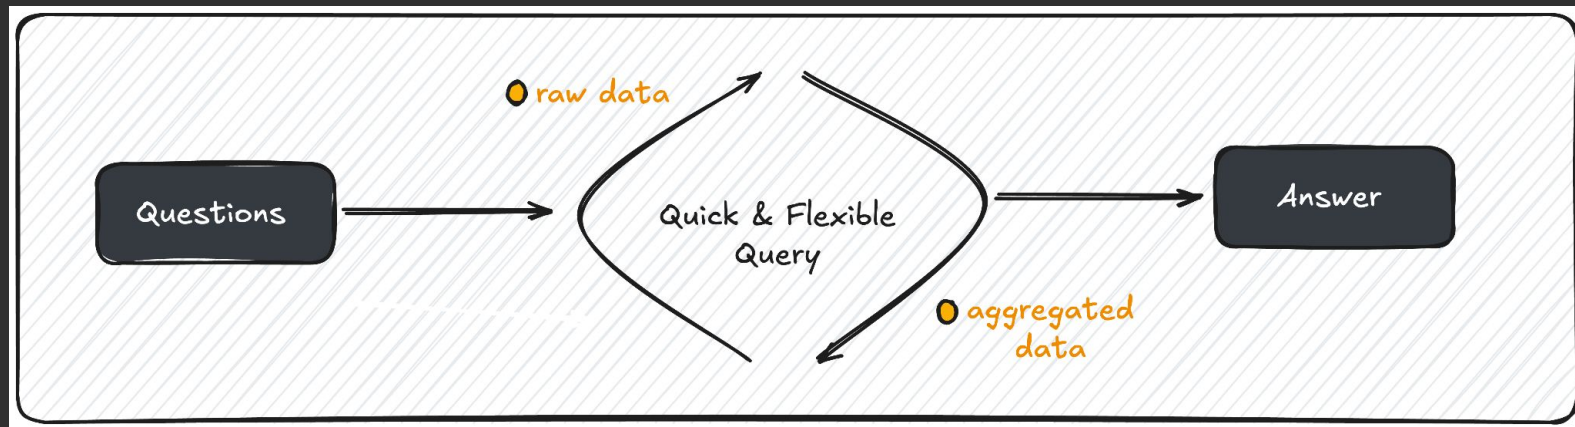 raw data
Questions
Quick & Flexible
Query
Answer
aggregated
data